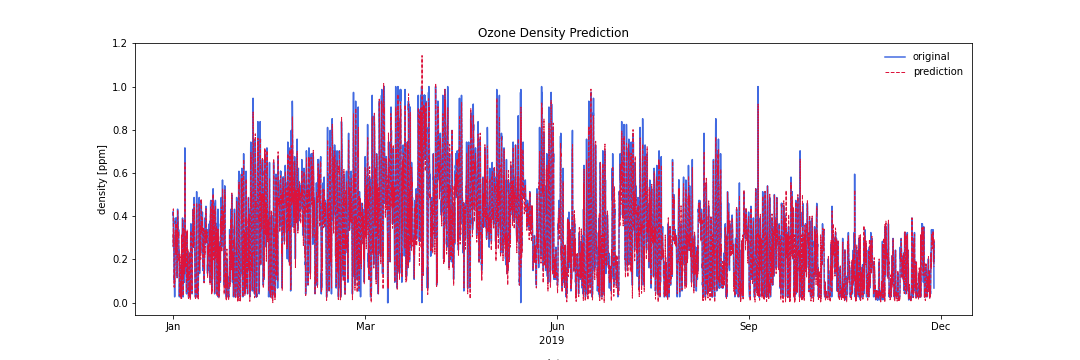 Ozone Density Prediction
1.2
1.0
0.8
0.6
0.4
0.2
0.0
density [ppm]
original
prediction
Jan
Mar
Jun
Sep
Dec
2019